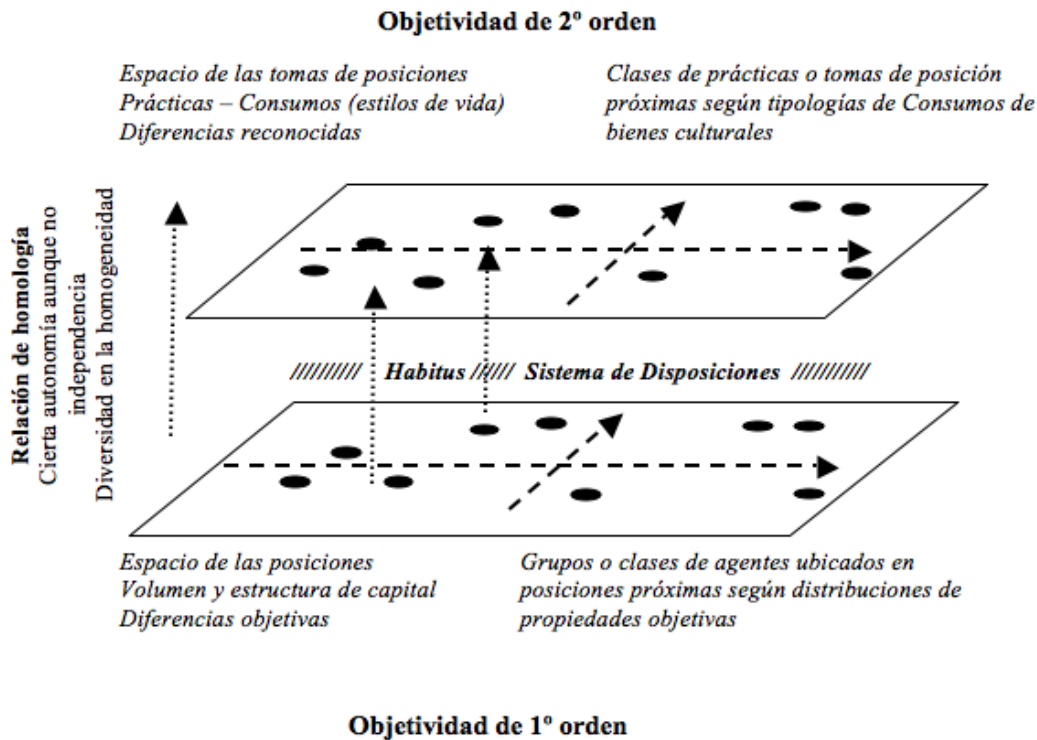 Objetividad de 2º orden
Espacio de las tomas de posiciones
Prácticas – Consumos (estilos de vida)
Diferencias reconocidas
Clases de prácticas o tomas de posición
próximas según tipologías de Consumos de
bienes culturales
Relación de homología
Cierta autonomía aunque no
independencia
Diversidad en la homogeneidad
////////// Habitus ////// Sistema de Disposiciones ///////////
Espacio de las posiciones
Volumen y estructura de capital
Diferencias objetivas
Grupos o clases de agentes ubicados en
posiciones próximas según distribuciones de
propiedades objetivas
Objetividad de 1º orden